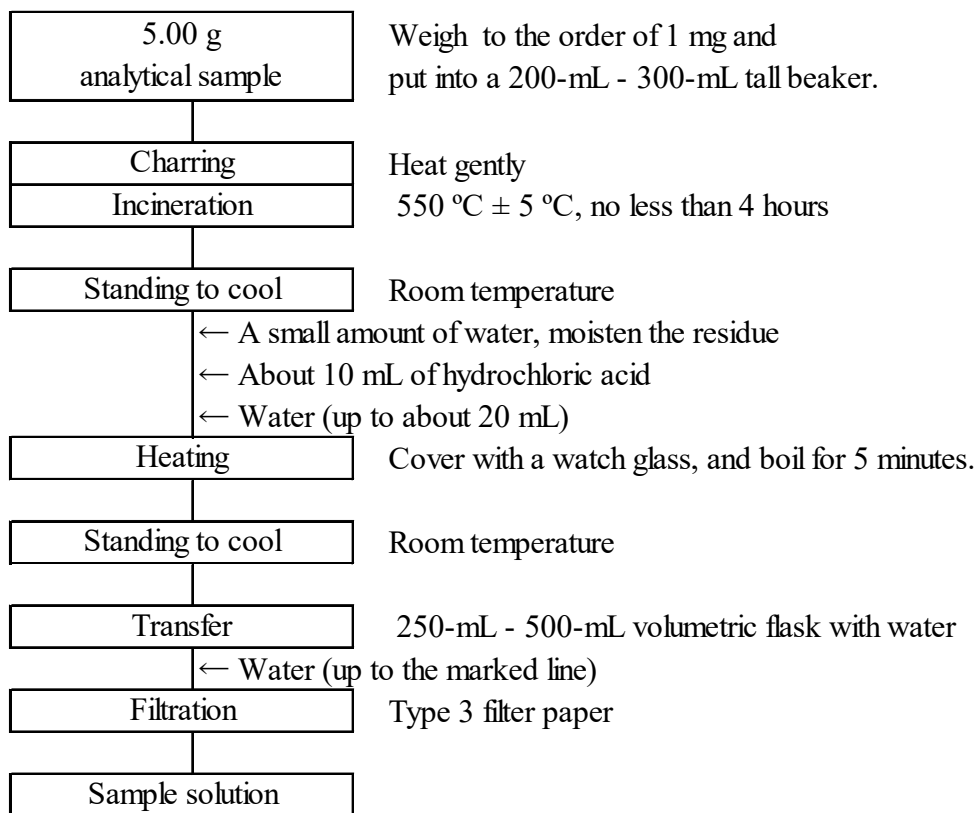 5.00 g
analytical sample
Weigh to the order of 1 mg and
put into a 200-mL - 300-mL tall beaker.
Charring
Heat gently
Incineration
550 ºC ± 5 ºC, no less than 4 hours
Standing to cool
Room temperature
← A small amount of water, moisten the residue
← About 10 mL of hydrochloric acid
← Water (up to about 20 mL)
Heating
Cover with a watch glass, and boil for 5 minutes.
Standing to cool
Room temperature
Transfer
250-mL - 500-mL volumetric flask with water
← Water (up to the marked line)
Filtration
Type 3 filter paper
Sample solution